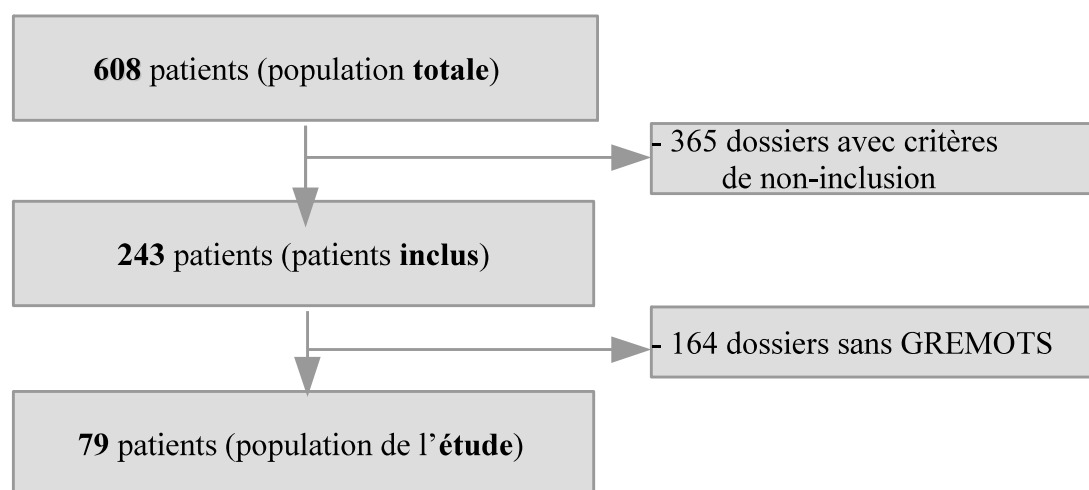 608 patients (population totale)
- 365 dossiers avec critères
de non-inclusion
243 patients (patients inclus)
- 164 dossiers sans GREMOTS
79 patients (population de l’étude)